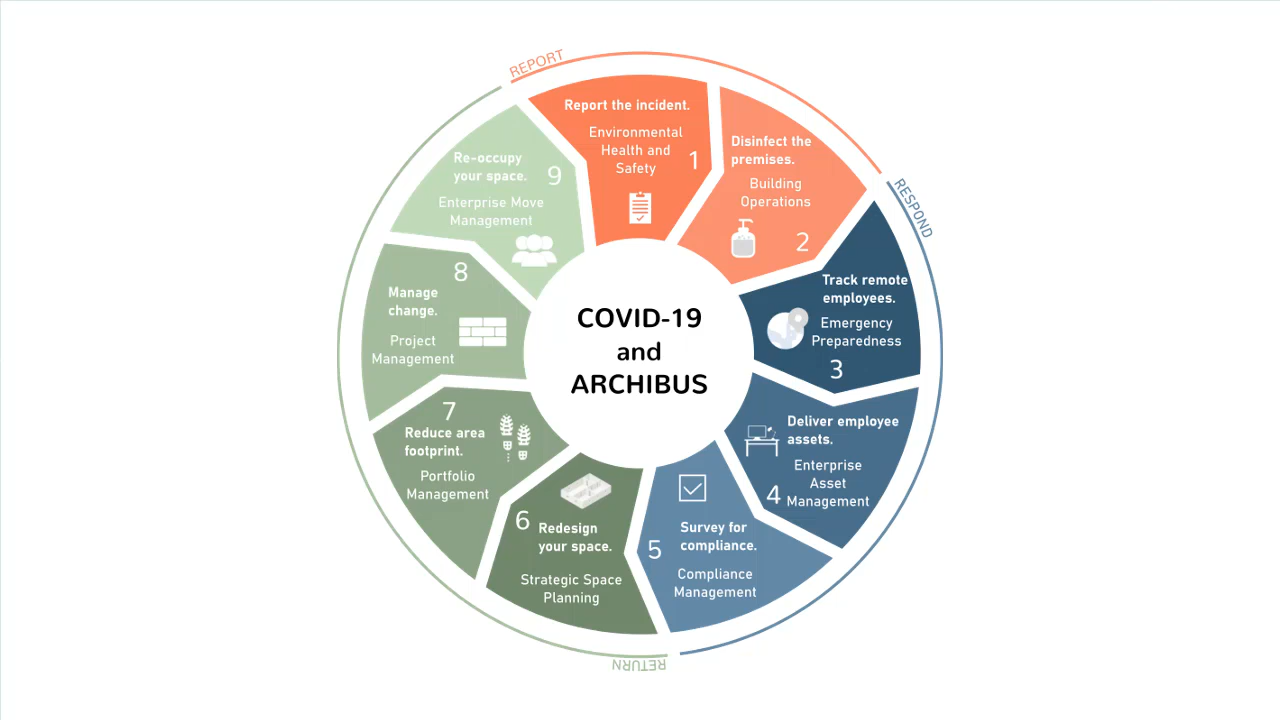 REPORT
Report the incident.
Environmental
Health and
Safety
1
Disinfect the
premises.
Building
Operations
2
RESPOND
Track remote
employees.
Emergency
Preparedness
3
Deliver employee
assets.
Enterprise
Asset
Management
4
Survey for
compliance.
5
Compliance
Management
RETURN
6
Redesign
your space.
Strategic Space
Planning
7
Reduce area
footprint.
Portfolio
Management
8
Manage
change.
Project
Management
Re-occupy
your space.
9
Enterprise Move
Management
COVID-19
and
ARCHIBUS